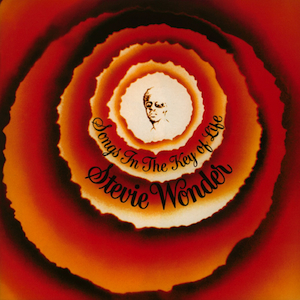 Songs In The Key of Life
Stevie Wonder